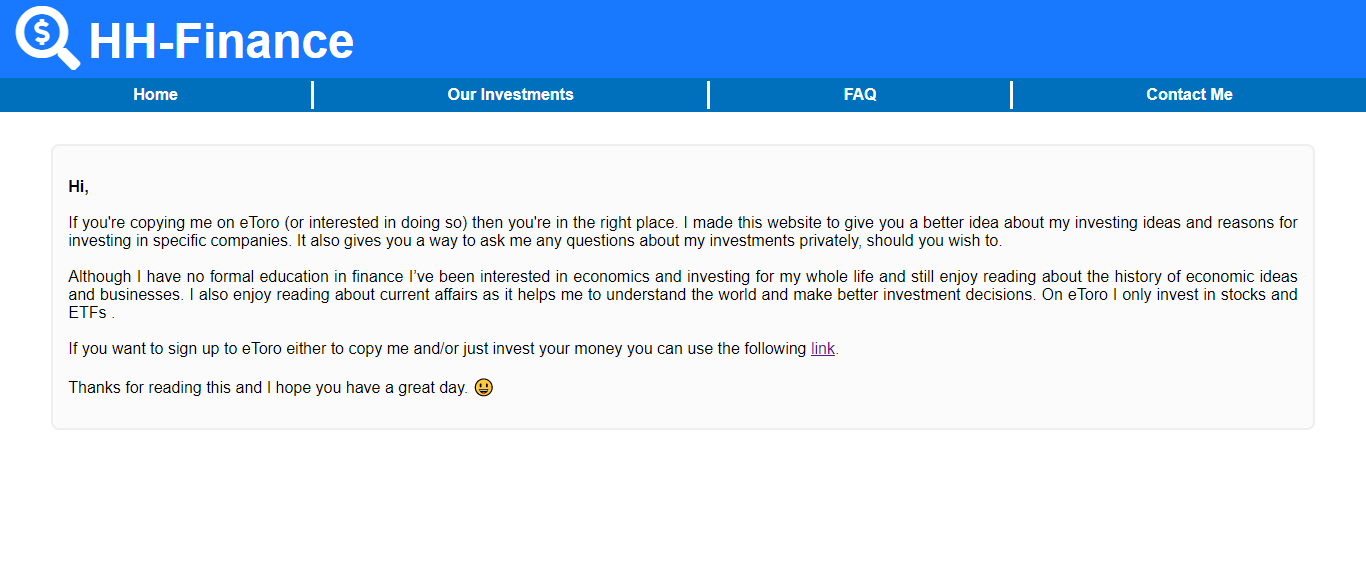 $ HH-Finance
Home Our Investments FAQ Contact Me
Hi,
If you're copying me on eToro (or interested in doing so) then you're in the right place. I made this website to give you a better idea about my investing ideas and reasons for
investing in specific companies. It also gives you a way to ask me any questions about my investments privately, should you wish to.
Although I have no formal education in finance I’ve been interested in economics and investing for my whole life and still enjoy reading about the history of economic ideas
and businesses. I also enjoy reading about current affairs as it helps me to understand the world and make better investment decisions. On eToro I only invest in stocks and
ETFs .
If you want to sign up to eToro either to copy me and/or just invest your money you can use the following link.
Thanks for reading this and I hope you have a great day. 😃